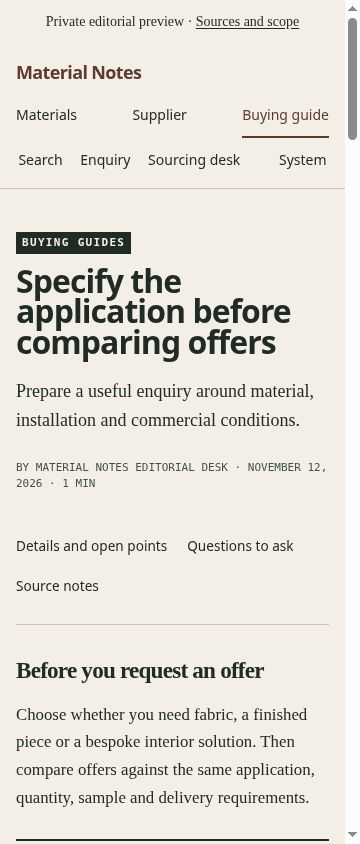 Private editorial preview · Sources and scope
Material Notes
Materials Supplier Buying guide
Search Enquiry Sourcing desk System
BUYING GUIDES
Specify the
application before
comparing offers
Prepare a useful enquiry around material,
installation and commercial conditions.
BY MATERIAL NOTES EDITORIAL DESK · NOVEMBER 12,
2026 · 1 MIN
Details and open points Questions to ask
Source notes
Before you request an offer
Choose whether you need fabric, a finished
piece or a bespoke interior solution. Then
compare offers against the same application,
quantity, sample and delivery requirements.